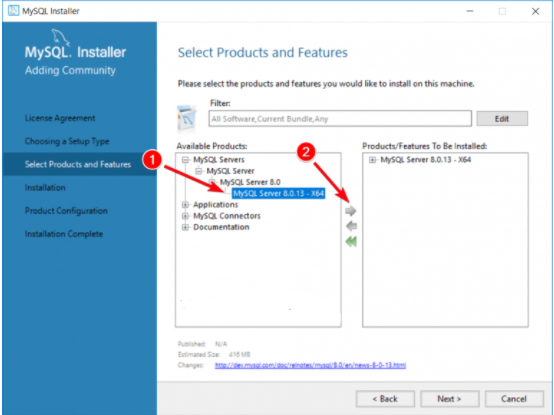 MySQL Installer
MySQL. Installer
Adding Community
License Agreement
Choosing a Setup Type
Select Products and Features
Installation
Product Configuration
Installation Complete
Select Products and Features
Please select the products and features you would like to install on this machine.
Filter:
All Software,Current Bundle,Any
Edit
Available Products:
MySQL Servers
MySQL Server
MySQL Server 8.0
MySQL Server 8.0.13 - X64
Applications
MySQL Connectors
Documentation
1
2
Products/Features To Be Installed:
MySQL Server 8.0.13 - X64
Published: N/A
Estimated Size: 416 MB
Changes: http://dev.mysql.com/doc/relnotes/mysql/8.0/en/news-8-0-13.html
< Back
Next >
Cancel